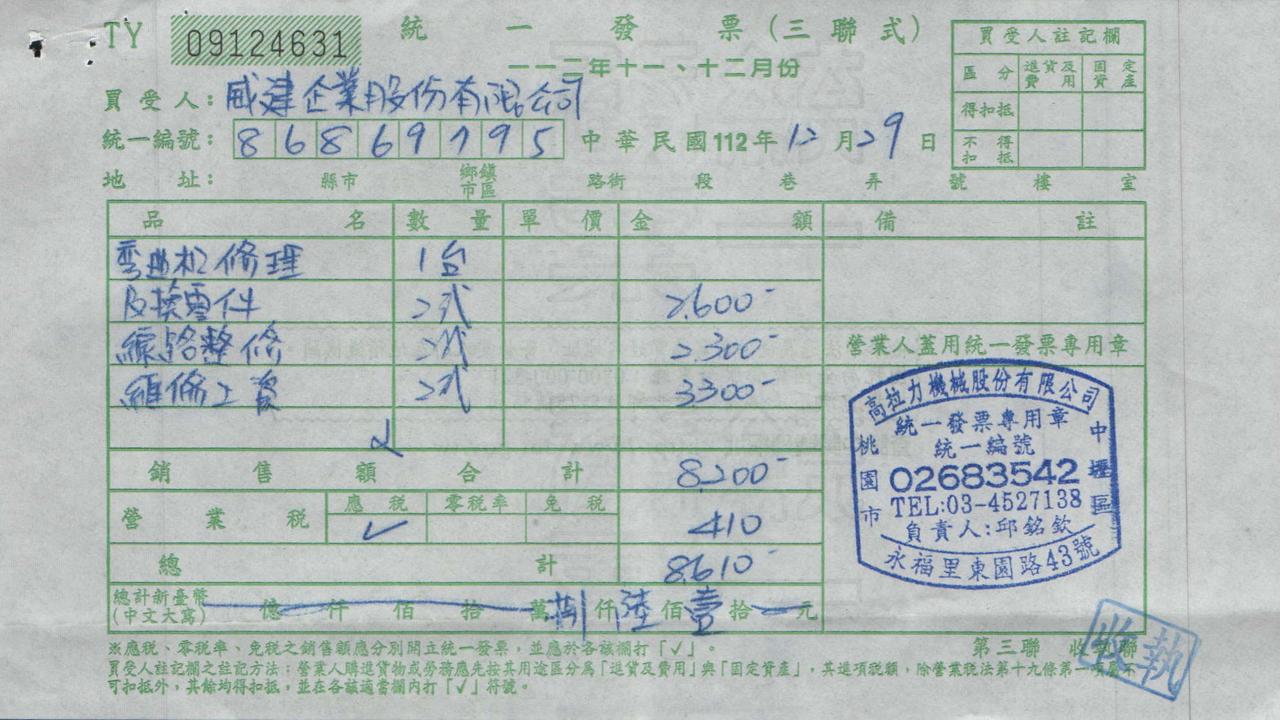 TY 09124631 統一發票(三聯式)
一一二年十一、十二月份
買受人：威建企業股份有限公司
統一編號：86869795 中華民國112年12月29日
地址： 縣市 鄉鎮市區 路街 段 巷 弄 號 樓 室
買受人註記欄
區分 進貨及費用 固定資產
得扣抵
不得扣抵
品名 數量 單價 金額 備註
弯曲机修理 1台
及換零件 2式 2,600-
線路整修 2式 2,300-
維修工資 2式 3,300-
營業人蓋用統一發票專用章
銷售額合計 8,200-
營業稅 應稅 零稅率 免稅
✓ 410
總計 8,610-
總計新臺幣(中文大寫) 億仟佰拾萬捌仟陸佰壹拾元
高拉力機械股份有限公司
統一發票專用章
統一編號
02683542
TEL:03-4527138
負責人:邱銘欽
桃園市 中壢區
永福里東園路43號
※應稅、零稅率、免稅之銷售額應分別開立統一發票，並應於各該欄打「✓」。
第三聯 收執聯
收執
買受人註記欄之註記方法：營業人購進貨物或勞務應先按其用途區分為「進貨及費用」與「固定資產」，其進項稅額，除營業稅法第十九條第一項屬不
可扣抵外，其餘均得扣抵，並在各該適當欄內打「✓」符號。